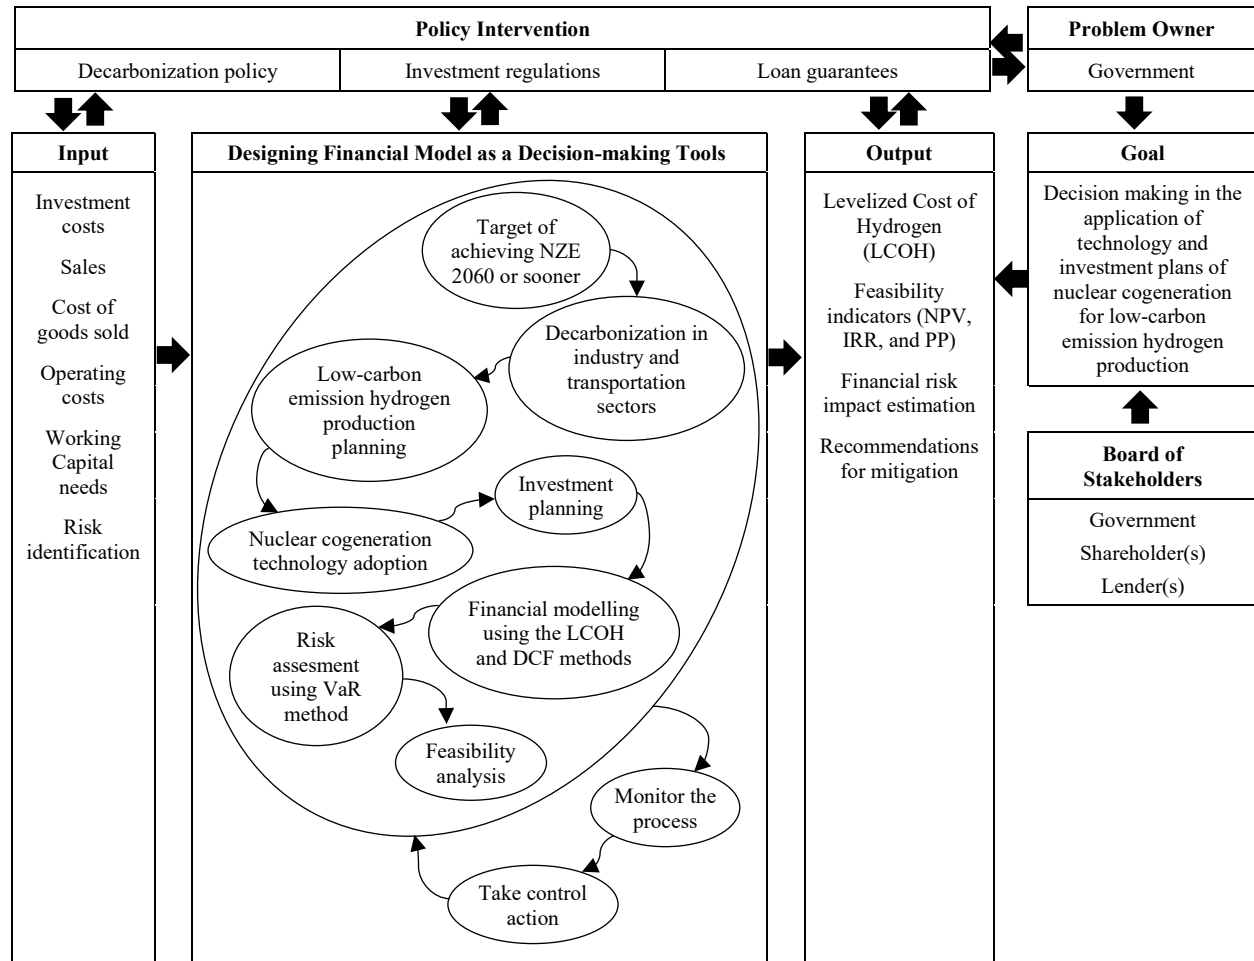 Policy Intervention
Decarbonization policy
Investment regulations
Loan guarantees
Problem Owner
Government
Input
Investment
costs
Sales
Cost of
goods sold
Operating
costs
Working
Capital
needs
Risk
identification
Designing Financial Model as a Decision-making Tools
Target of
achieving NZE
2060 or sooner
Decarbonization in
industry and
transportation
sectors
Low-carbon
emission hydrogen
production
planning
Nuclear cogeneration
technology adoption
Investment
planning
Financial modelling
using the LCOH
and DCF methods
Risk
assesment
using VaR
method
Feasibility
analysis
Monitor the
process
Take control
action
Output
Levelized Cost of
Hydrogen
(LCOH)
Feasibility
indicators (NPV,
IRR, and PP)
Financial risk
impact estimation
Recommendations
for mitigation
Goal
Decision making in the
application of
technology and
investment plans of
nuclear cogeneration
for low-carbon
emission hydrogen
production
Board of
Stakeholders
Government
Shareholder(s)
Lender(s)